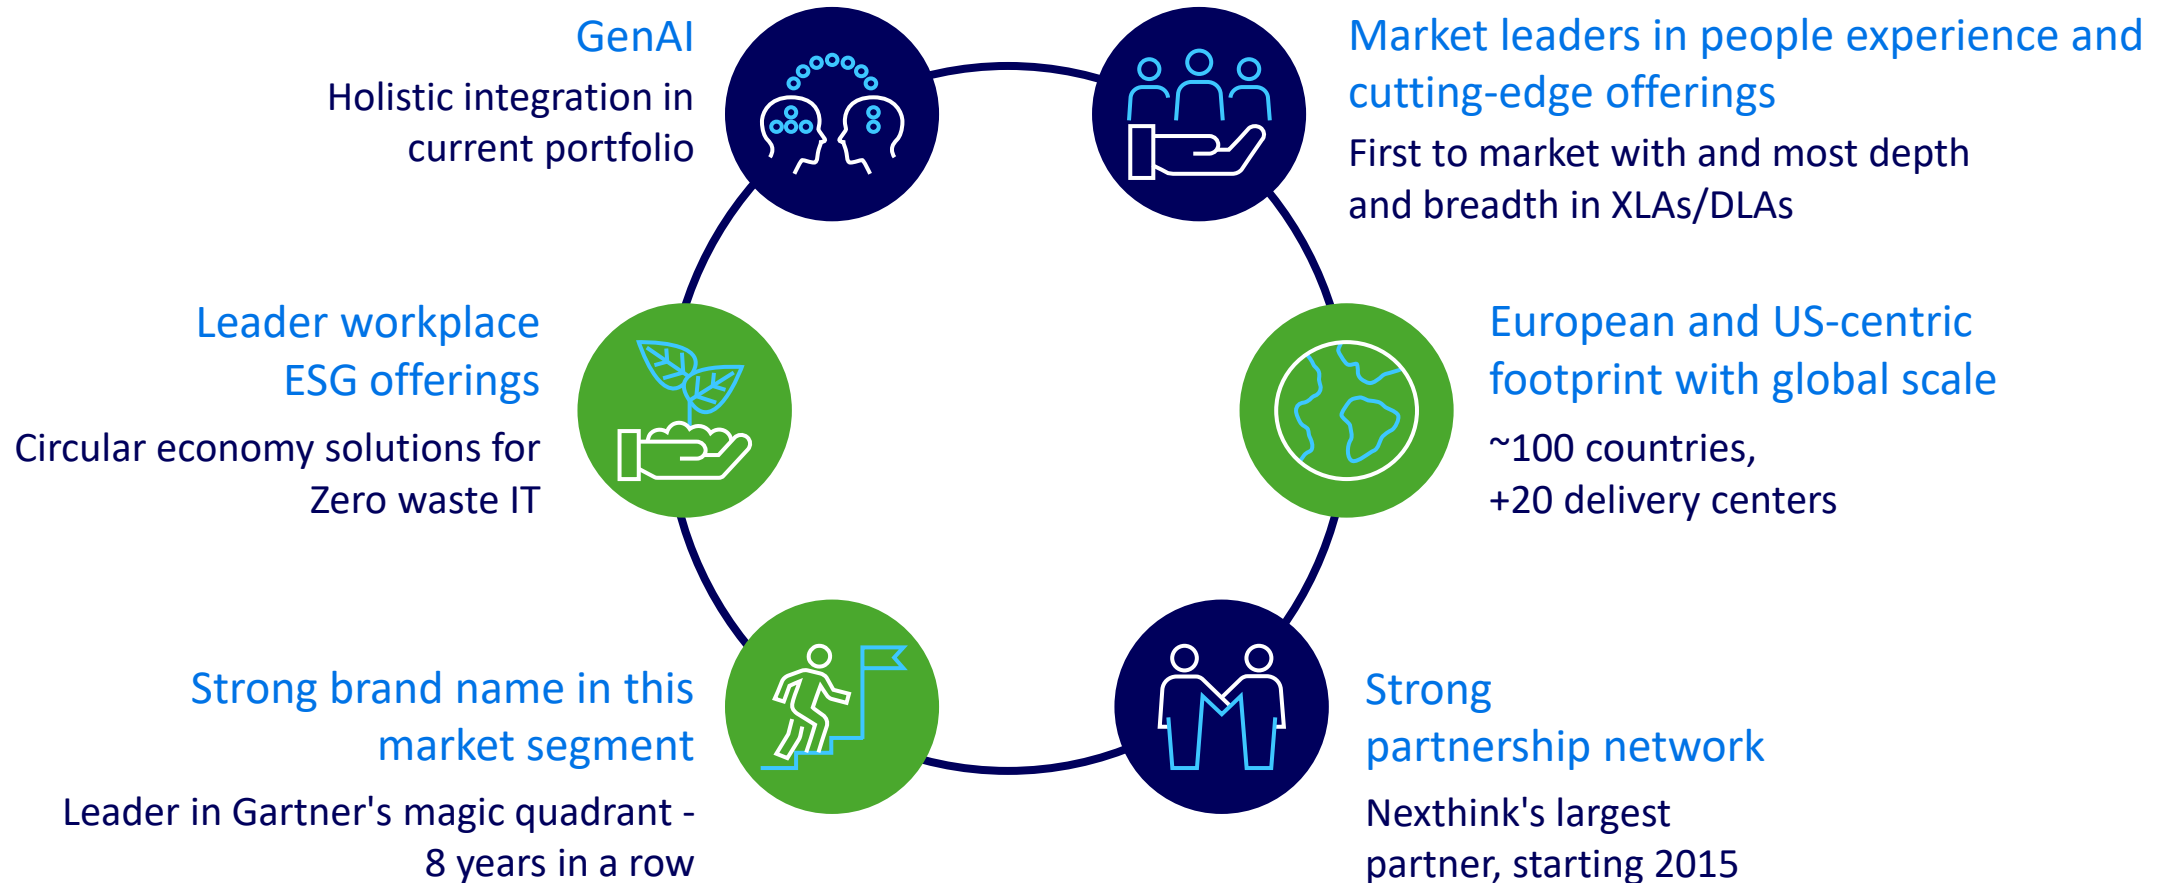 GenAI
Holistic integration in
current portfolio
Market leaders in people experience and
cutting-edge offerings
First to market with and most depth
and breadth in XLAs/DLAs
Leader workplace
ESG offerings
Circular economy solutions for
Zero waste IT
European and US-centric
footprint with global scale
~100 countries,
+20 delivery centers
Strong brand name in this
market segment
Leader in Gartner's magic quadrant -
8 years in a row
Strong
partnership network
Nexthink's largest
partner, starting 2015